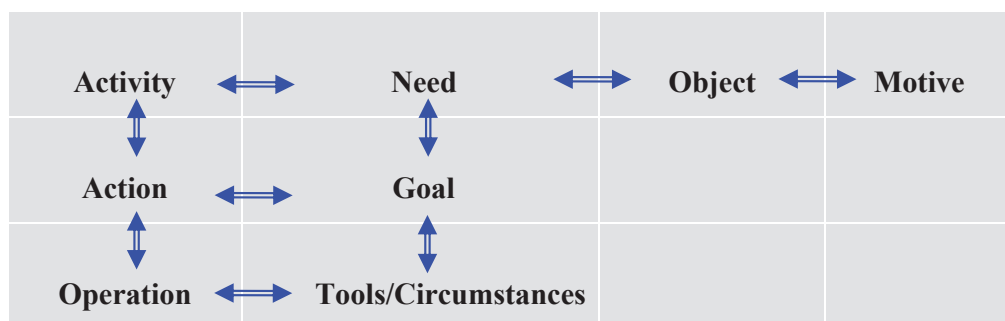 Activity Need Object Motive
Action Goal
Operation Tools/Circumstances